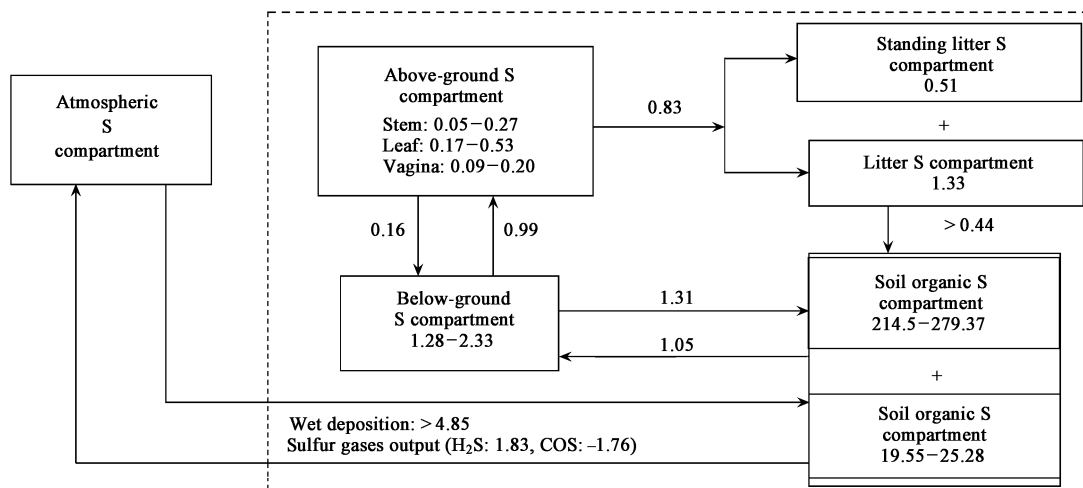 Atmospheric
S
compartment
Above-ground S
compartment
Stem: 0.05−0.27
Leaf: 0.17−0.53
Vagina: 0.09−0.20
0.83
Standing litter S
compartment
0.51
+
Litter S compartment
1.33
0.16
0.99
> 0.44
Below-ground
S compartment
1.28−2.33
1.31
1.05
Soil organic S
compartment
214.5−279.37
+
Soil organic S
compartment
19.55−25.28
Wet deposition: > 4.85
Sulfur gases output (H₂S: 1.83, COS: –1.76)